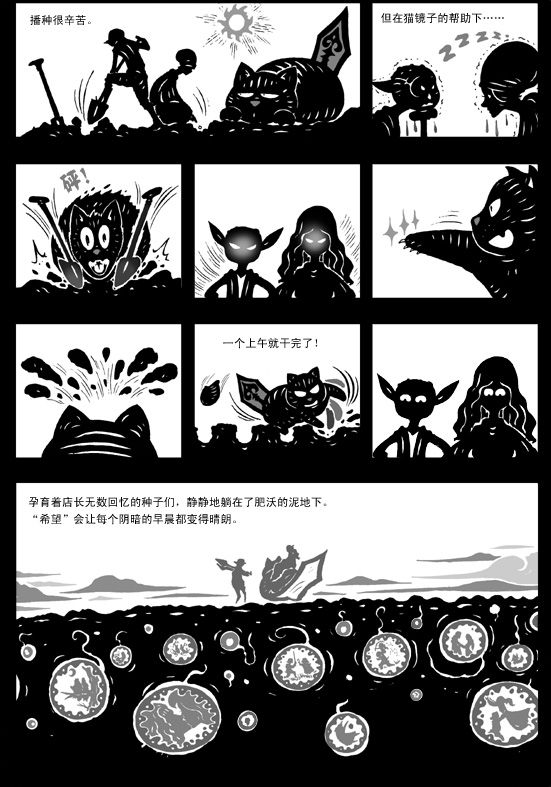 播种很辛苦。
但在猫镜子的帮助下……
ZZZZ..
砰！
一个上午就干完了！
孕育着店长无数回忆的种子们，静静地躺在了肥沃的泥地下。
“希望”会让每个阴暗的早晨都变得晴朗。